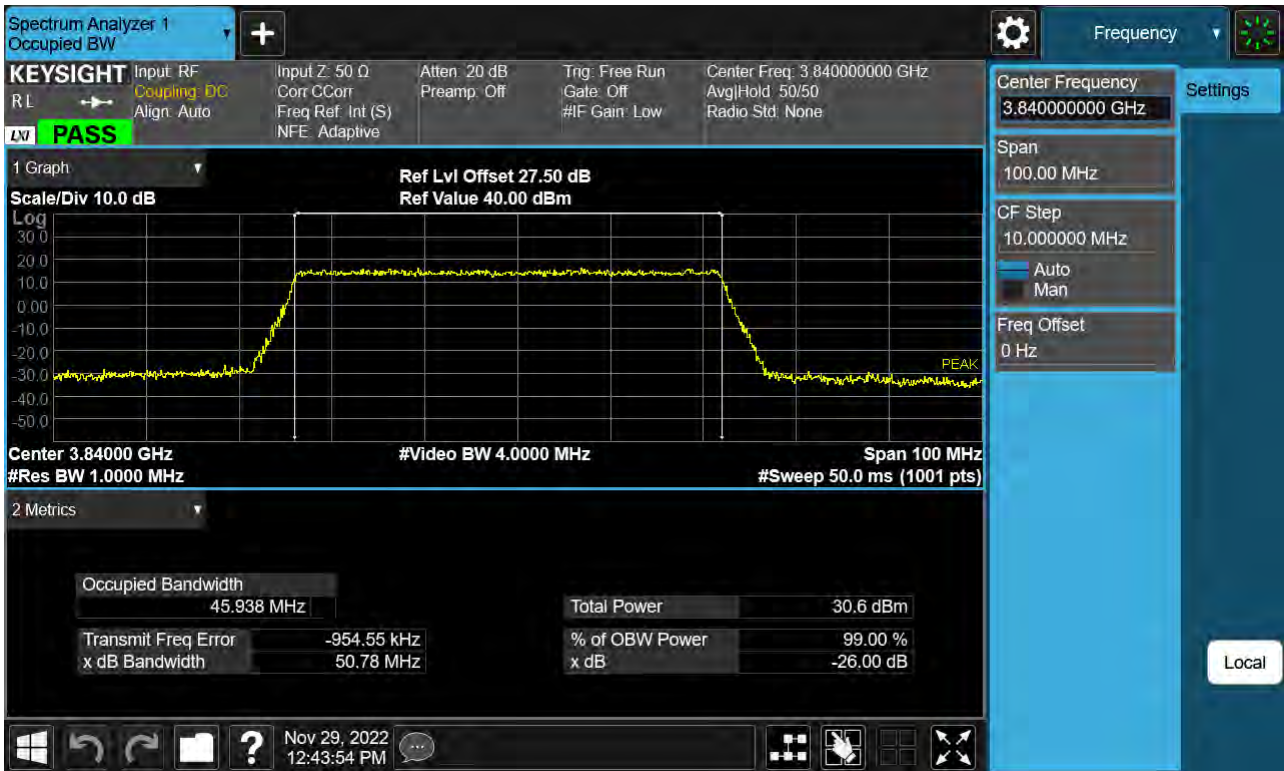 Spectrum Analyzer 1
Occupied BW
+
Frequency
KEYSIGHT
RL
LXI PASS
Input: RF
Coupling: DC
Align: Auto
Input Z: 50 Ω
Corr CCorr
Freq Ref: Int (S)
NFE: Adaptive
Atten: 20 dB
Preamp: Off
Trig: Free Run
Gate: Off
#IF Gain: Low
Center Freq: 3.840000000 GHz
Avg|Hold: 50/50
Radio Std: None
Center Frequency
3.840000000 GHz
Settings
Span
100.00 MHz
CF Step
10.000000 MHz
Auto
Man
Freq Offset
0 Hz
Local
1 Graph
Scale/Div 10.0 dB
Ref Lvl Offset 27.50 dB
Ref Value 40.00 dBm
Log
30.0
20.0
10.0
0.00
-10.0
-20.0
-30.0
-40.0
-50.0
PEAK
Center 3.84000 GHz
#Res BW 1.0000 MHz
#Video BW 4.0000 MHz
Span 100 MHz
#Sweep 50.0 ms (1001 pts)
2 Metrics
Occupied Bandwidth
45.938 MHz
Transmit Freq Error -954.55 kHz
x dB Bandwidth 50.78 MHz
Total Power 30.6 dBm
% of OBW Power 99.00 %
x dB -26.00 dB
?
Nov 29, 2022
12:43:54 PM